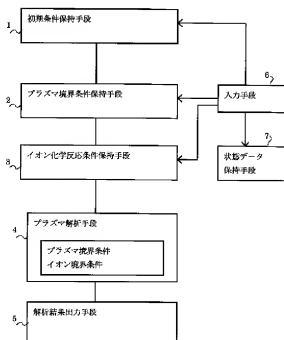 1
初期条件保持手段
6
2
プラズマ境界条件保持手段
入力手段
7
3
イオン化学反応条件保持手段
状態データ
保持手段
4
プラズマ解析手段
プラズマ境界条件
イオン境界条件
5
解析結果出力手段